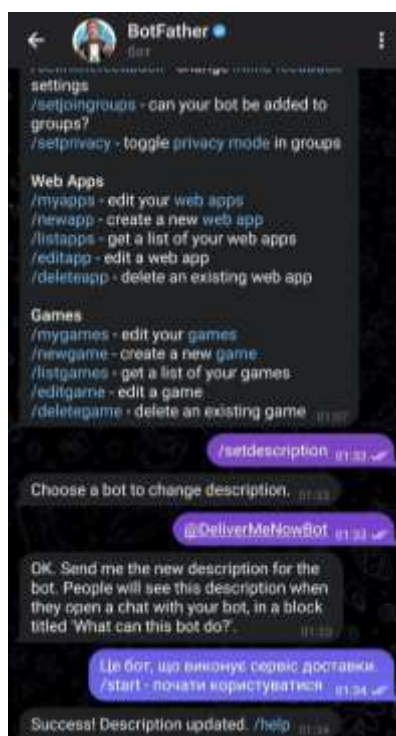 BotFather
бот
settings
/setjoingroups - can your bot be added to
groups?
/setprivacy - toggle privacy mode in groups
Web Apps
/myapps - edit your web apps
/newapp - create a new web app
/listapps - get a list of your web apps
/editapp - edit a web app
/deleteapp - delete an existing web app
Games
/mygames - edit your games
/newgame - create a new game
/listgames - get a list of your games
/editgame - edit a game
/deletegame - delete an existing game
/setdescription 01:33
Choose a bot to change description. 01:33
@DeliverMeNowBot 01:33
OK. Send me the new description for the
bot. People will see this description when
they open a chat with your bot, in a block
titled 'What can this bot do?'. 01:33
Це бот, що виконує сервіс доставки.
/start - почати користуватися 01:34
Success! Description updated. /help 01:34